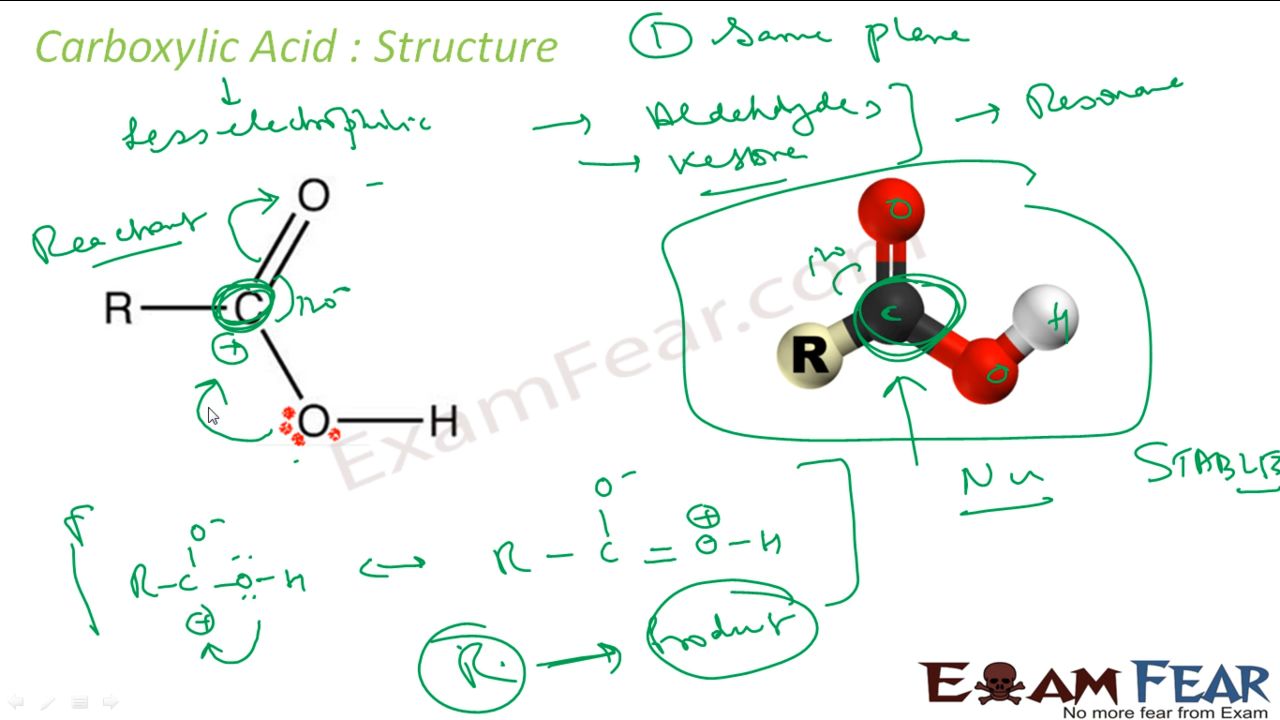 Carboxylic Acid : Structure
① Same plane
↓
Less electrophilic → Aldehydes ] → Resonance
→ Ketone
Reactant
O -
O
120
R C 120°
C
H
R
⊕
O
O H
ExamFear.com
Nu
STABLE
O⁻
O⁻
⊕
R-C-O-H ↔ R - C = O-H
⊕
R → Product
EXAM FEAR
No more fear from Exam